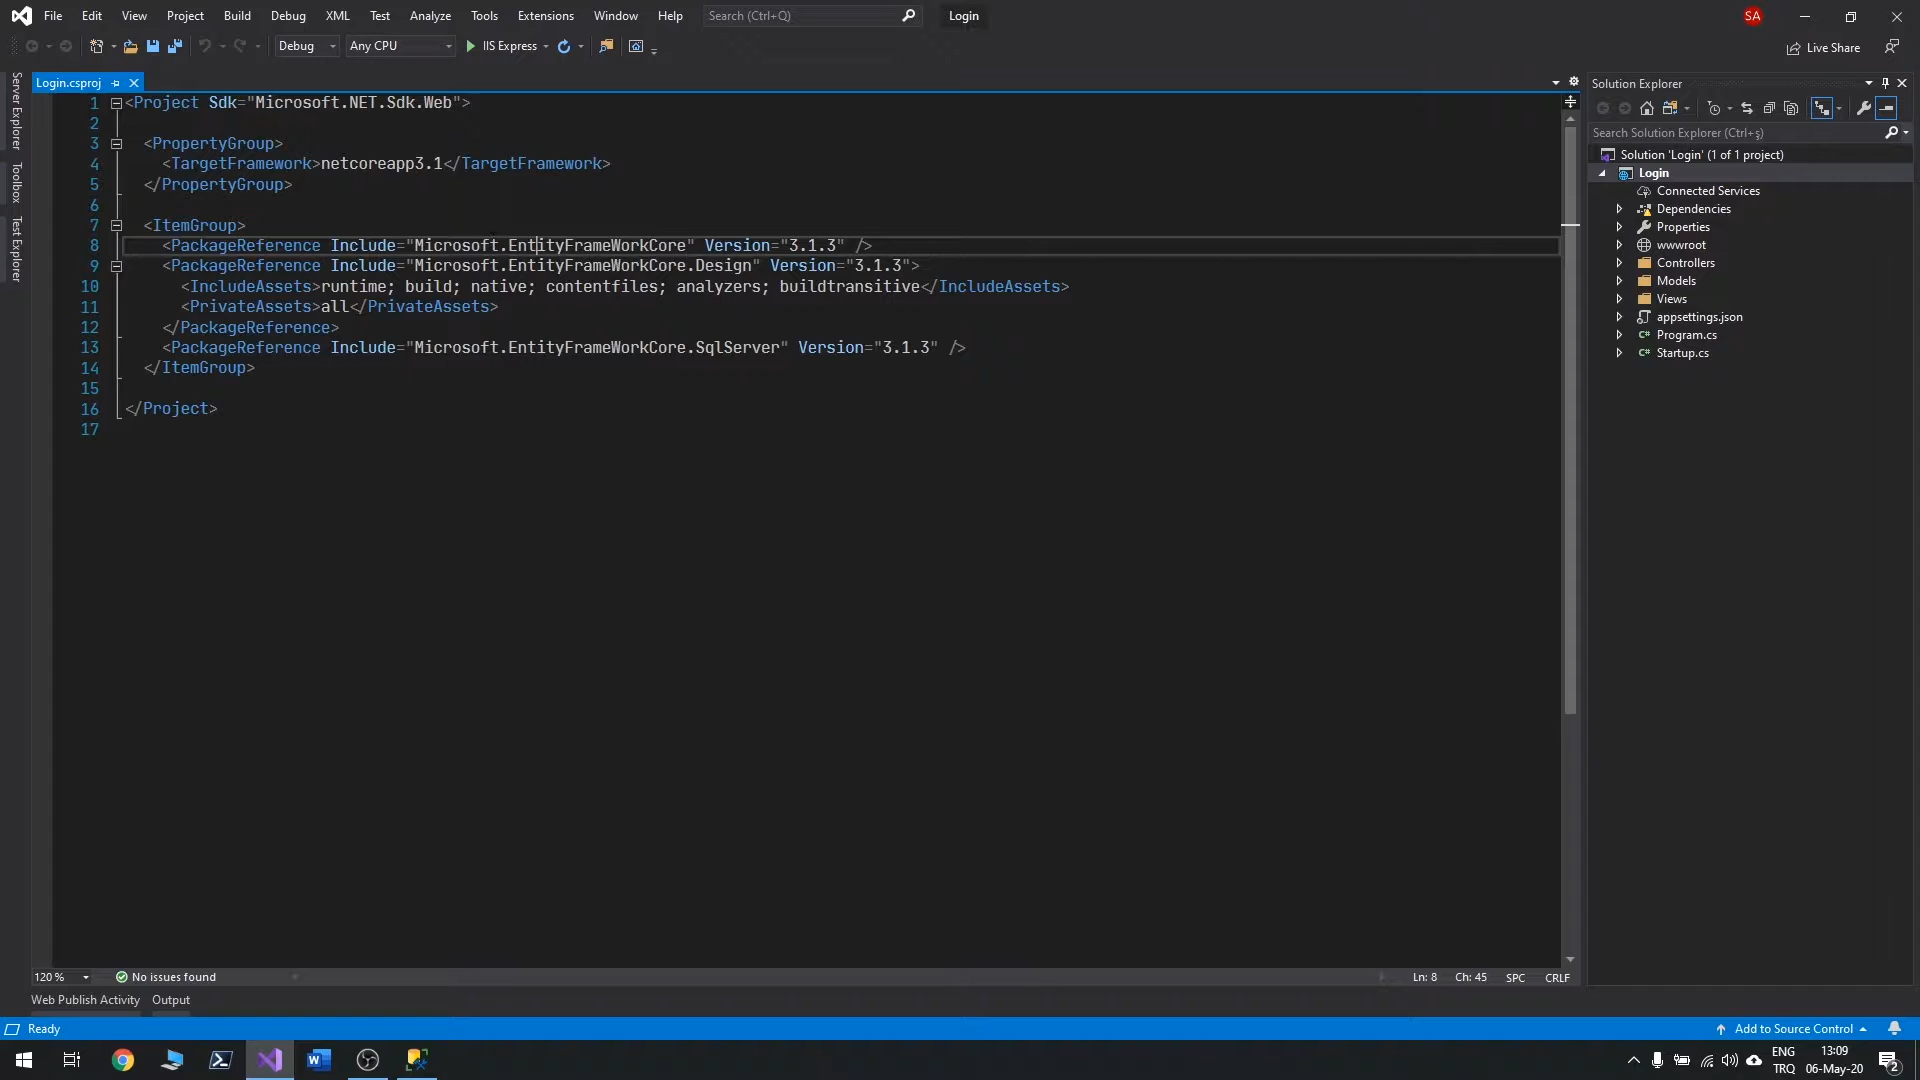 File Edit View Project Build Debug XML Test Analyze Tools Extensions Window Help Search (Ctrl+Q) Login SA
Debug Any CPU IIS Express Live Share
Login.csproj
Server Explorer
Toolbox
Test Explorer
1 <Project Sdk="Microsoft.NET.Sdk.Web">
2
3 <PropertyGroup>
4 <TargetFramework>netcoreapp3.1</TargetFramework>
5 </PropertyGroup>
6
7 <ItemGroup>
8 <PackageReference Include="Microsoft.EntityFrameWorkCore" Version="3.1.3" />
9 <PackageReference Include="Microsoft.EntityFrameWorkCore.Design" Version="3.1.3">
10 <IncludeAssets>runtime; build; native; contentfiles; analyzers; buildtransitive</IncludeAssets>
11 <PrivateAssets>all</PrivateAssets>
12 </PackageReference>
13 <PackageReference Include="Microsoft.EntityFrameWorkCore.SqlServer" Version="3.1.3" />
14 </ItemGroup>
15
16 </Project>
17
Solution Explorer
Search Solution Explorer (Ctrl+ş)
Solution 'Login' (1 of 1 project)
Login
Connected Services
Dependencies
Properties
wwwroot
Controllers
Models
Views
appsettings.json
C# Program.cs
C# Startup.cs
120 % No issues found Ln: 8 Ch: 45 SPC CRLF
Web Publish Activity Output
Ready Add to Source Control
ENG 13:09
TRQ 06-May-20 2